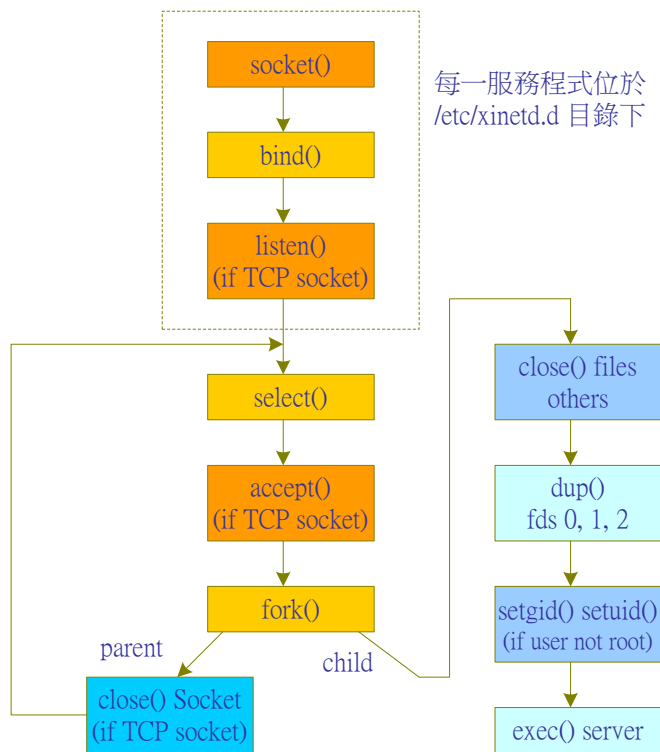 socket()
每一服務程式位於
/etc/xinetd.d 目錄下
bind()
listen()
(if TCP socket)
select()
accept()
(if TCP socket)
fork()
parent
child
close() Socket
(if TCP socket)
close() files
others
dup()
fds 0, 1, 2
setgid() setuid()
(if user not root)
exec() server